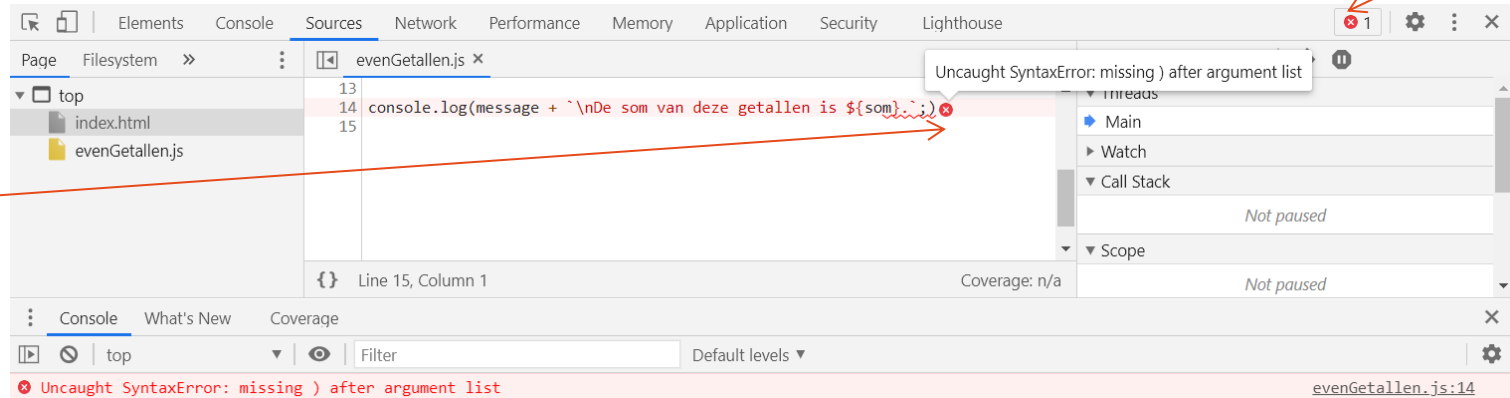 Elements Console Sources Network Performance Memory Application Security Lighthouse 1
Page Filesystem evenGetallen.js
Uncaught SyntaxError: missing ) after argument list
13
14 console.log(message + `\nDe som van deze getallen is ${som}.`;)
15
top
index.html
evenGetallen.js
Threads
Main
Watch
Call Stack
Not paused
Scope
Not paused
{} Line 15, Column 1 Coverage: n/a
Console What's New Coverage
top Filter Default levels
Uncaught SyntaxError: missing ) after argument list evenGetallen.js:14